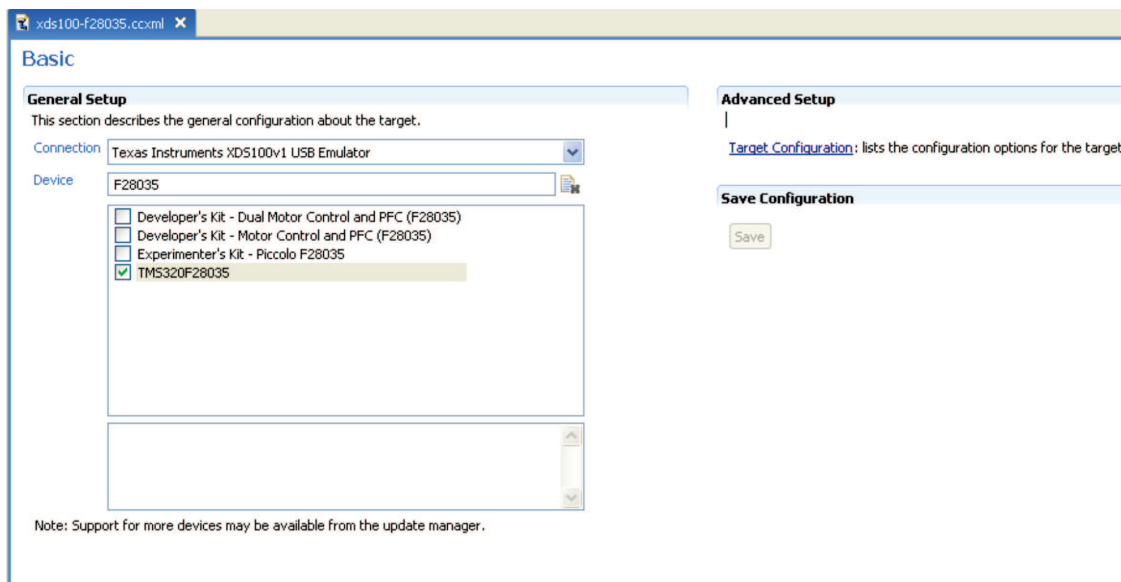 xds100-f28035.ccxml
Basic
General Setup
This section describes the general configuration about the target.
Connection
Texas Instruments XDS100v1 USB Emulator
Device
F28035
Developer's Kit - Dual Motor Control and PFC (F28035)
Developer's Kit - Motor Control and PFC (F28035)
Experimenter's Kit - Piccolo F28035
TMS320F28035
Note: Support for more devices may be available from the update manager.
Advanced Setup
Target Configuration: lists the configuration options for the target
Save Configuration
Save